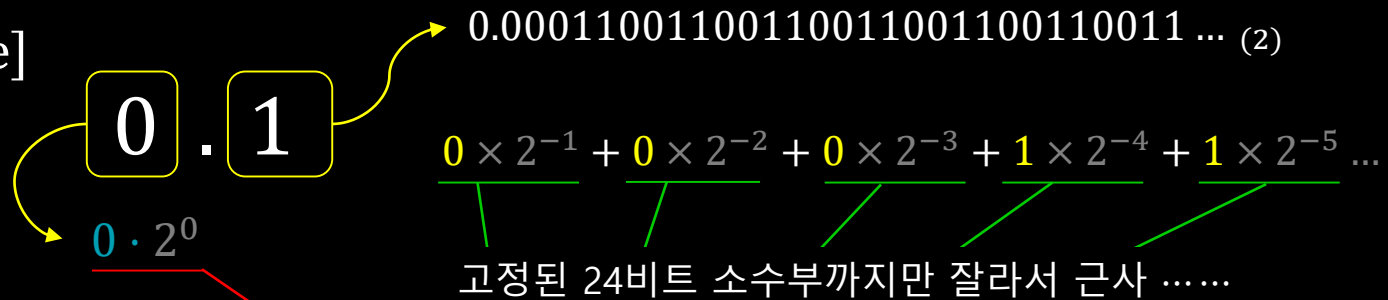 0.0001100110011001100110011 0011... (2)
e]
0 . 1
0 × 2⁻¹ + 0 × 2⁻² + 0 × 2⁻³ + 1 × 2⁻⁴ + 1 × 2⁻⁵ ...
0 · 2⁰
고정된 24비트 소수부까지만 잘라서 근사 ……